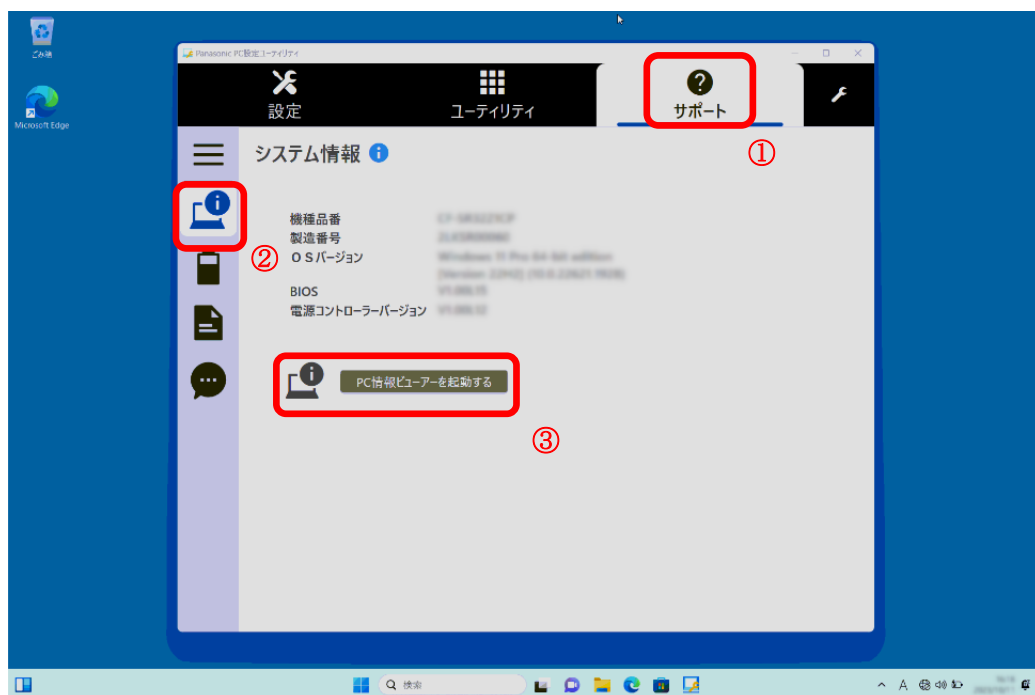 ごみ箱
Microsoft Edge
Panasonic PC設定ユーティリティ
設定
ユーティリティ
サポート
①
システム情報
②
機種品番
製造番号
OSバージョン
BIOS
電源コントローラーバージョン
PC情報ビューアーを起動する
③
検索
A